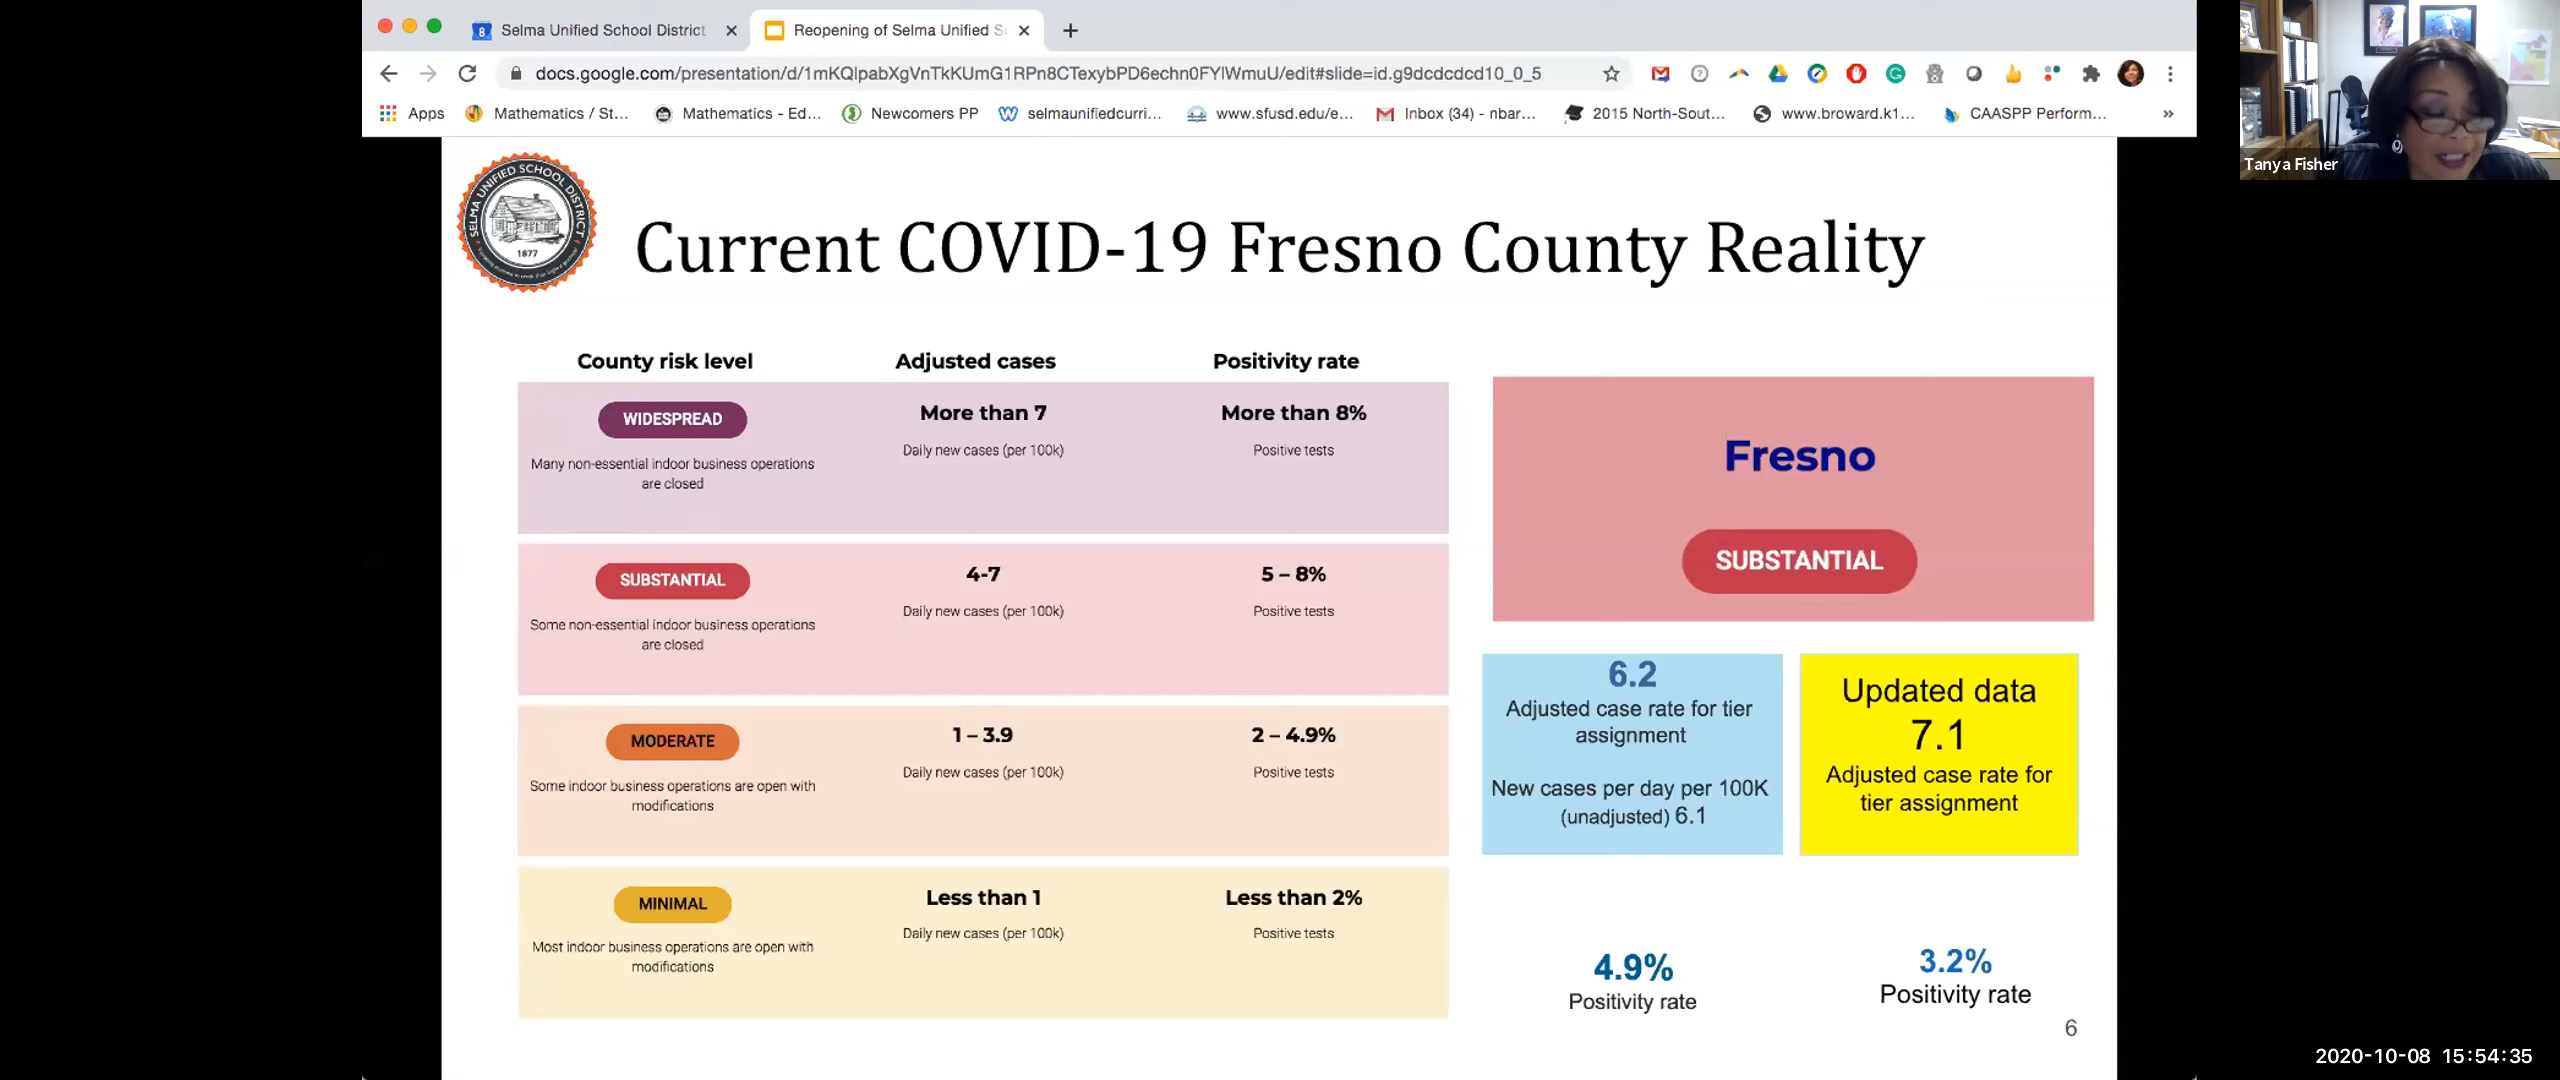 Selma Unified School District
Reopening of Selma Unified S
docs.google.com/presentation/d/1mKQlpabXgVnTkKUmG1RPn8CTexybPD6echn0FYlWmuU/edit#slide=id.g9dcdcdcd10_0_5
Apps
Mathematics / St...
Mathematics - Ed...
Newcomers PP
selmaunifiedcurri...
www.sfusd.edu/e...
Inbox (34) - nbar...
2015 North-Sout...
www.broward.k1...
CAASPP Perform...
»
Tanya Fisher
SELMA UNIFIED SCHOOL DISTRICT
1877
Current COVID-19 Fresno County Reality
County risk level Adjusted cases Positivity rate
WIDESPREAD More than 7 More than 8%
Daily new cases (per 100k) Positive tests
Many non-essential indoor business operations
are closed
SUBSTANTIAL 4-7 5 – 8%
Daily new cases (per 100k) Positive tests
Some non-essential indoor business operations
are closed
MODERATE 1 – 3.9 2 – 4.9%
Daily new cases (per 100k) Positive tests
Some indoor business operations are open with
modifications
MINIMAL Less than 1 Less than 2%
Daily new cases (per 100k) Positive tests
Most indoor business operations are open with
modifications
Fresno
SUBSTANTIAL
6.2
Adjusted case rate for tier
assignment
New cases per day per 100K
(unadjusted) 6.1
Updated data
7.1
Adjusted case rate for
tier assignment
4.9%
Positivity rate
3.2%
Positivity rate
6
2020-10-08 15:54:35